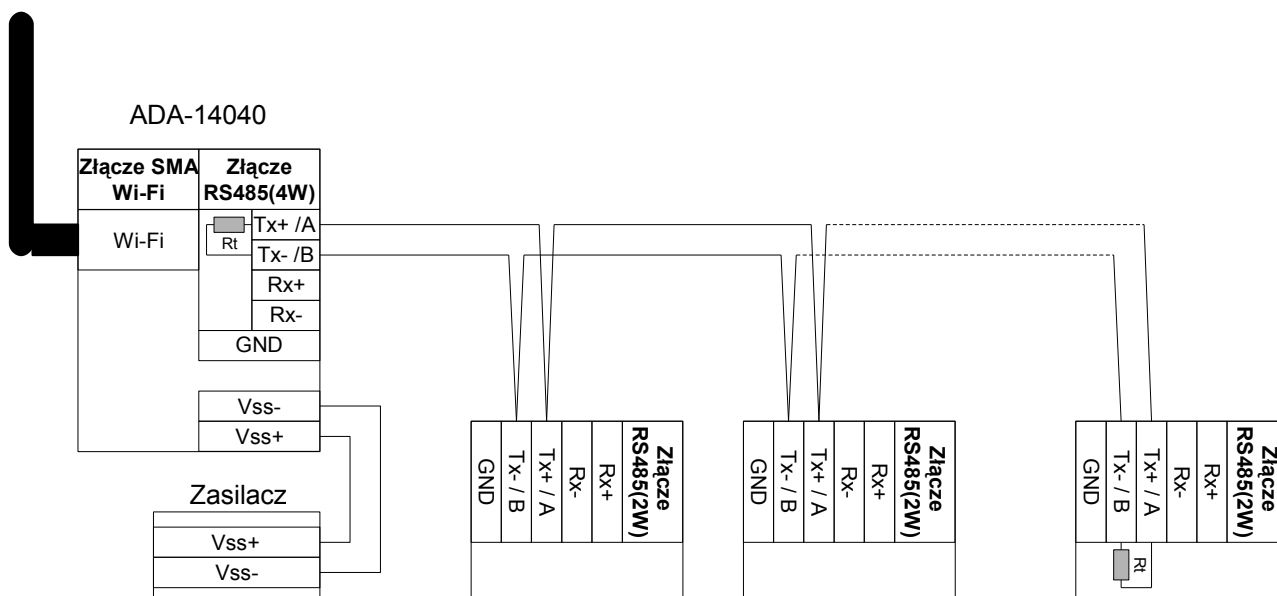 ADA-14040
Złącze SMA
Wi-Fi
Złącze
RS485(4W)
Wi-Fi
Rt
Tx+ /A
Tx- /B
Rx+
Rx-
GND
Vss-
Vss+
Zasilacz
Vss+
Vss-
GND
Tx- / B
Tx+ / A
Rx-
Rx+
Złącze
RS485(2W)
GND
Tx- / B
Tx+ / A
Rx-
Rx+
Złącze
RS485(2W)
GND
Tx- / B
Tx+ / A
Rx-
Rx+
Złącze
RS485(2W)
Rt